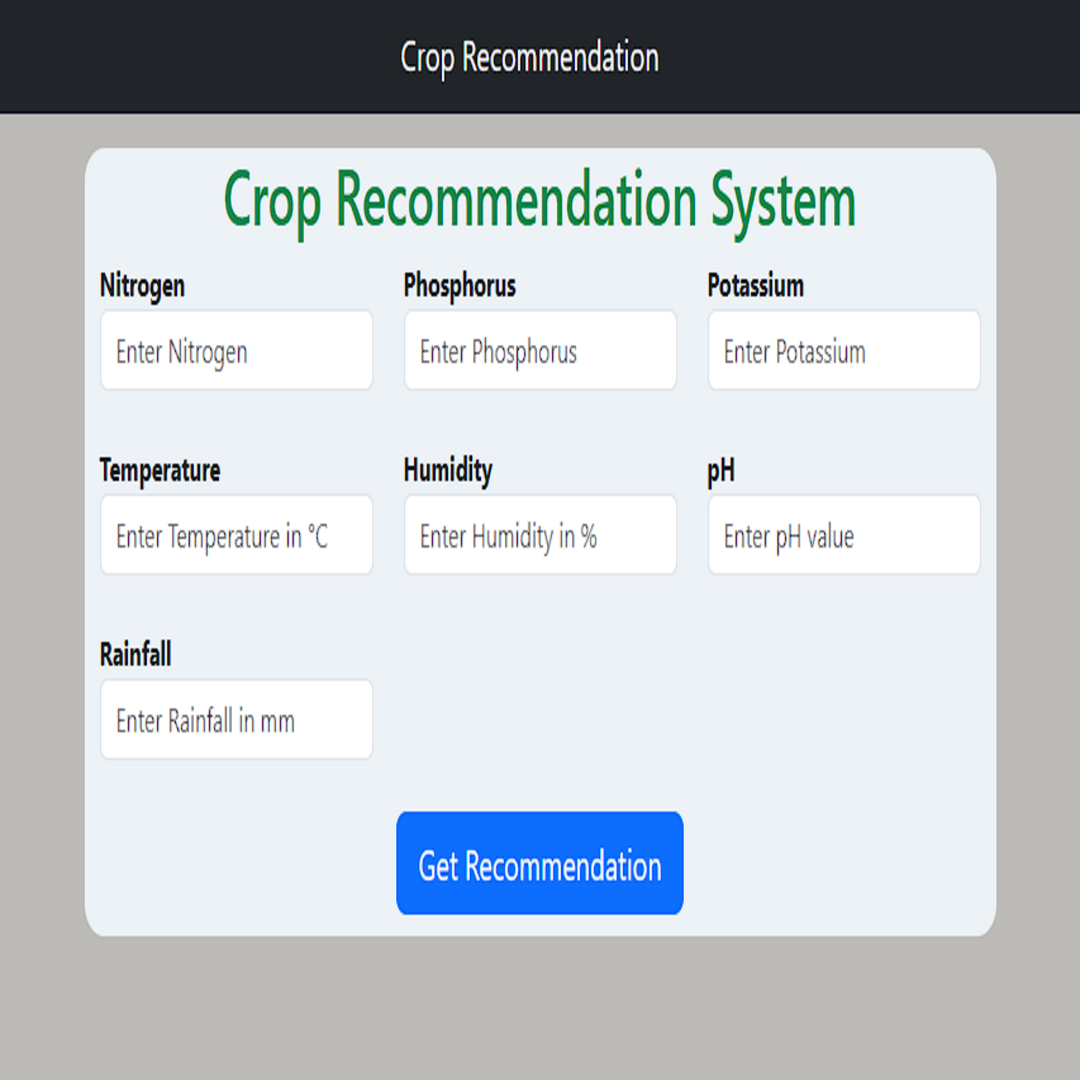 Crop Recommendation
Crop Recommendation System
Nitrogen Phosphorus Potassium
Enter Nitrogen Enter Phosphorus Enter Potassium
Temperature Humidity pH
Enter Temperature in °C Enter Humidity in % Enter pH value
Rainfall
Enter Rainfall in mm
Get Recommendation